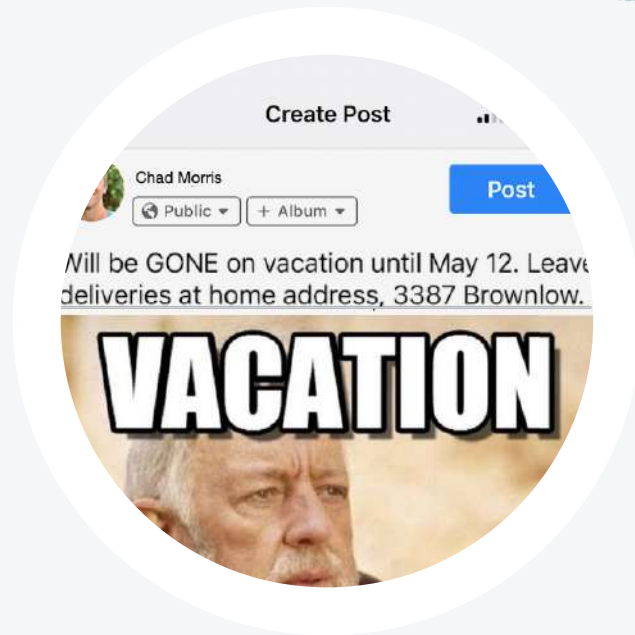 Create Post
Chad Morris
Public
+ Album
Post
Will be GONE on vacation until May 12. Leave
deliveries at home address, 3387 Brownlow.
VACATION